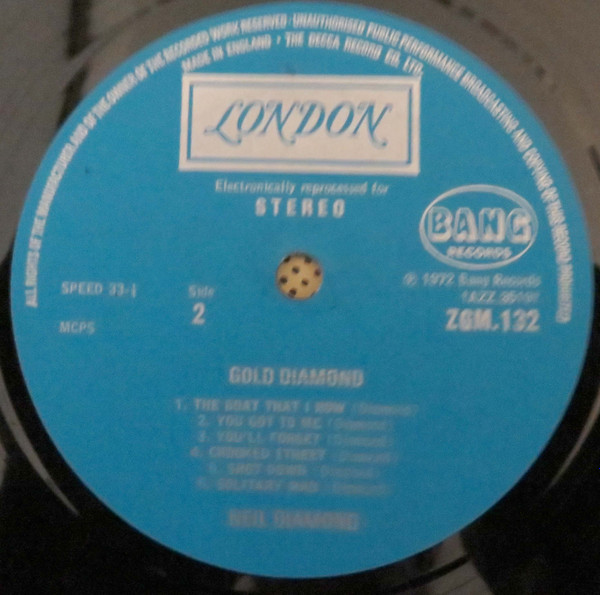 ALL RIGHTS OF THE MANUFACTURER AND OF THE OWNER OF THE RECORDED WORK RESERVED · UNAUTHORISED PUBLIC PERFORMANCE BROADCASTING AND COPYING OF THIS RECORD PROHIBITED
MADE IN ENGLAND · THE DECCA RECORD CO. LTD.
LONDON
Electronically reprocessed for
STEREO
BANG
RECORDS
SPEED 33⅓
Side
2
MCPS
℗ 1972 Bang Records
ZGM.132
GOLD DIAMOND
1. THE BOAT THAT I ROW (Diamond)
2. YOU GOT TO ME (Diamond)
3. YOU'LL FORGET (Diamond)
4. CROOKED STREET (Diamond)
5. SHOT DOWN (Diamond)
6. SOLITARY MAN (Diamond)
NEIL DIAMOND